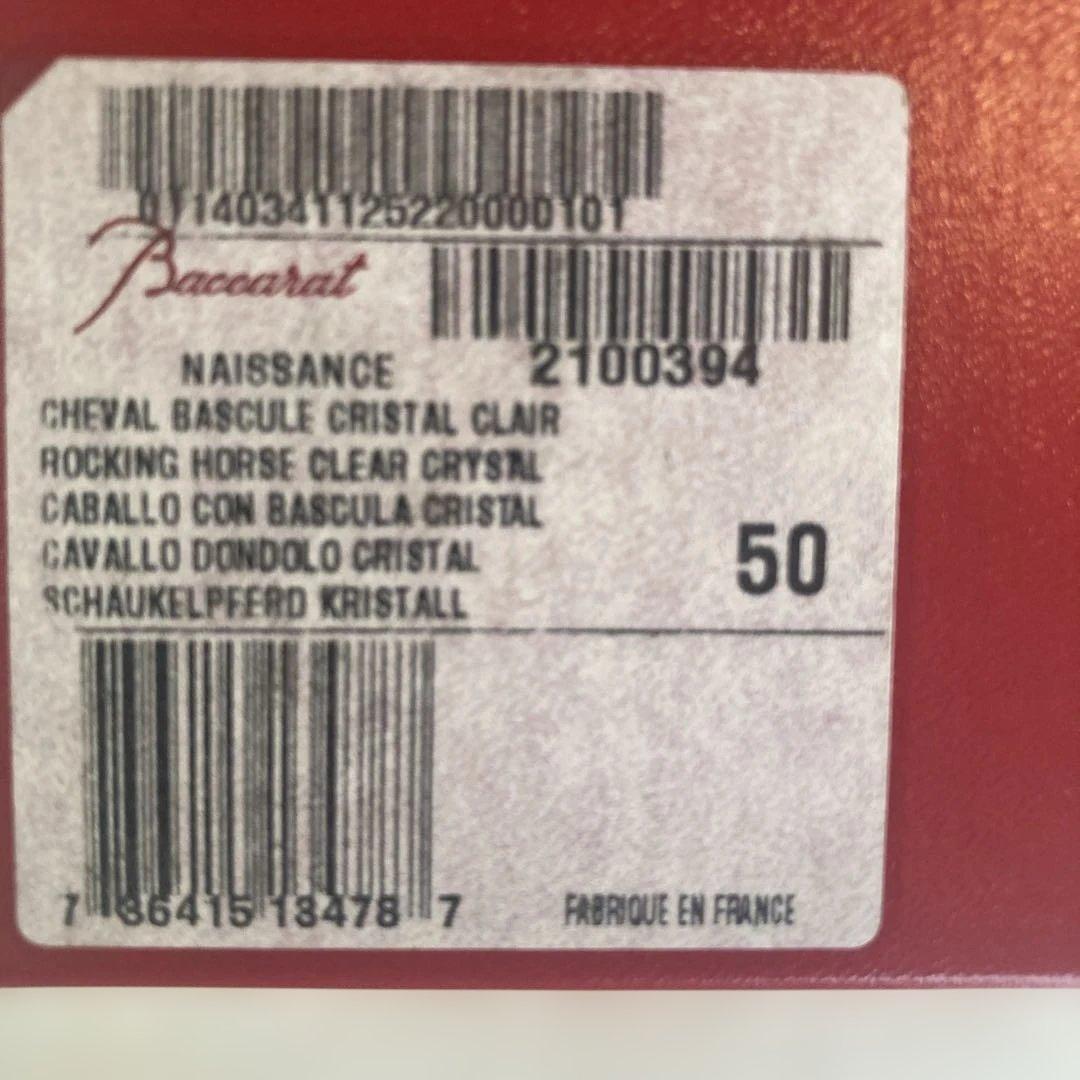 01140341125220000101
Baccarat
2100394
NAISSANCE
CHEVAL BASCULE CRISTAL CLAIR
ROCKING HORSE CLEAR CRYSTAL
CABALLO CON BASCULA CRISTAL
CAVALLO DONDOLO CRISTAL
SCHAUKELPFERD KRISTALL
50
7 36415 13478 7
FABRIQUE EN FRANCE